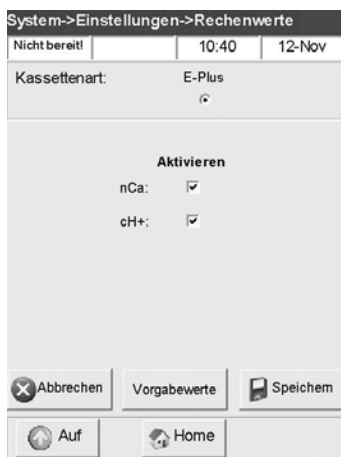 System->Einstellungen->Rechenwerte
Nicht bereit! 10:40 12-Nov
Kassettenart: E-Plus
Aktivieren
nCa:
cH+:
Abbrechen Vorgabewerte Speichern
Auf Home